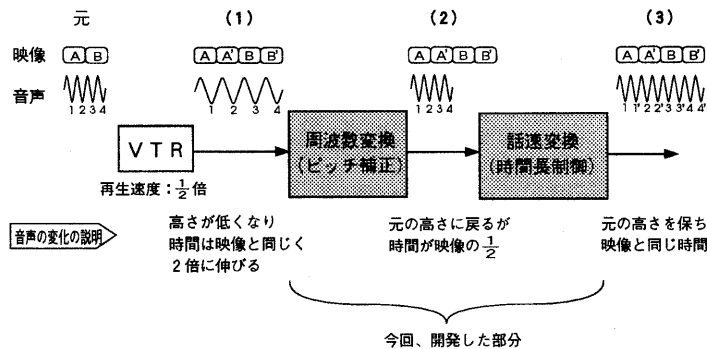 元 (1) (2) (3)
映像 A B A A' B B' A A' B B' A A' B B'
音声 1 2 3 4 1 2 3 4 1 2 3 4 1 1' 2 2' 3 3' 4 4'
VTR
再生速度:1/2倍
周波数変換
(ピッチ補正)
話速変換
(時間長制御)
音声の変化の説明
高さが低くなり
時間は映像と同じく
2倍に伸びる
元の高さに戻るが
時間が映像の1/2
元の高さを保ち
映像と同じ時間
今回、開発した部分